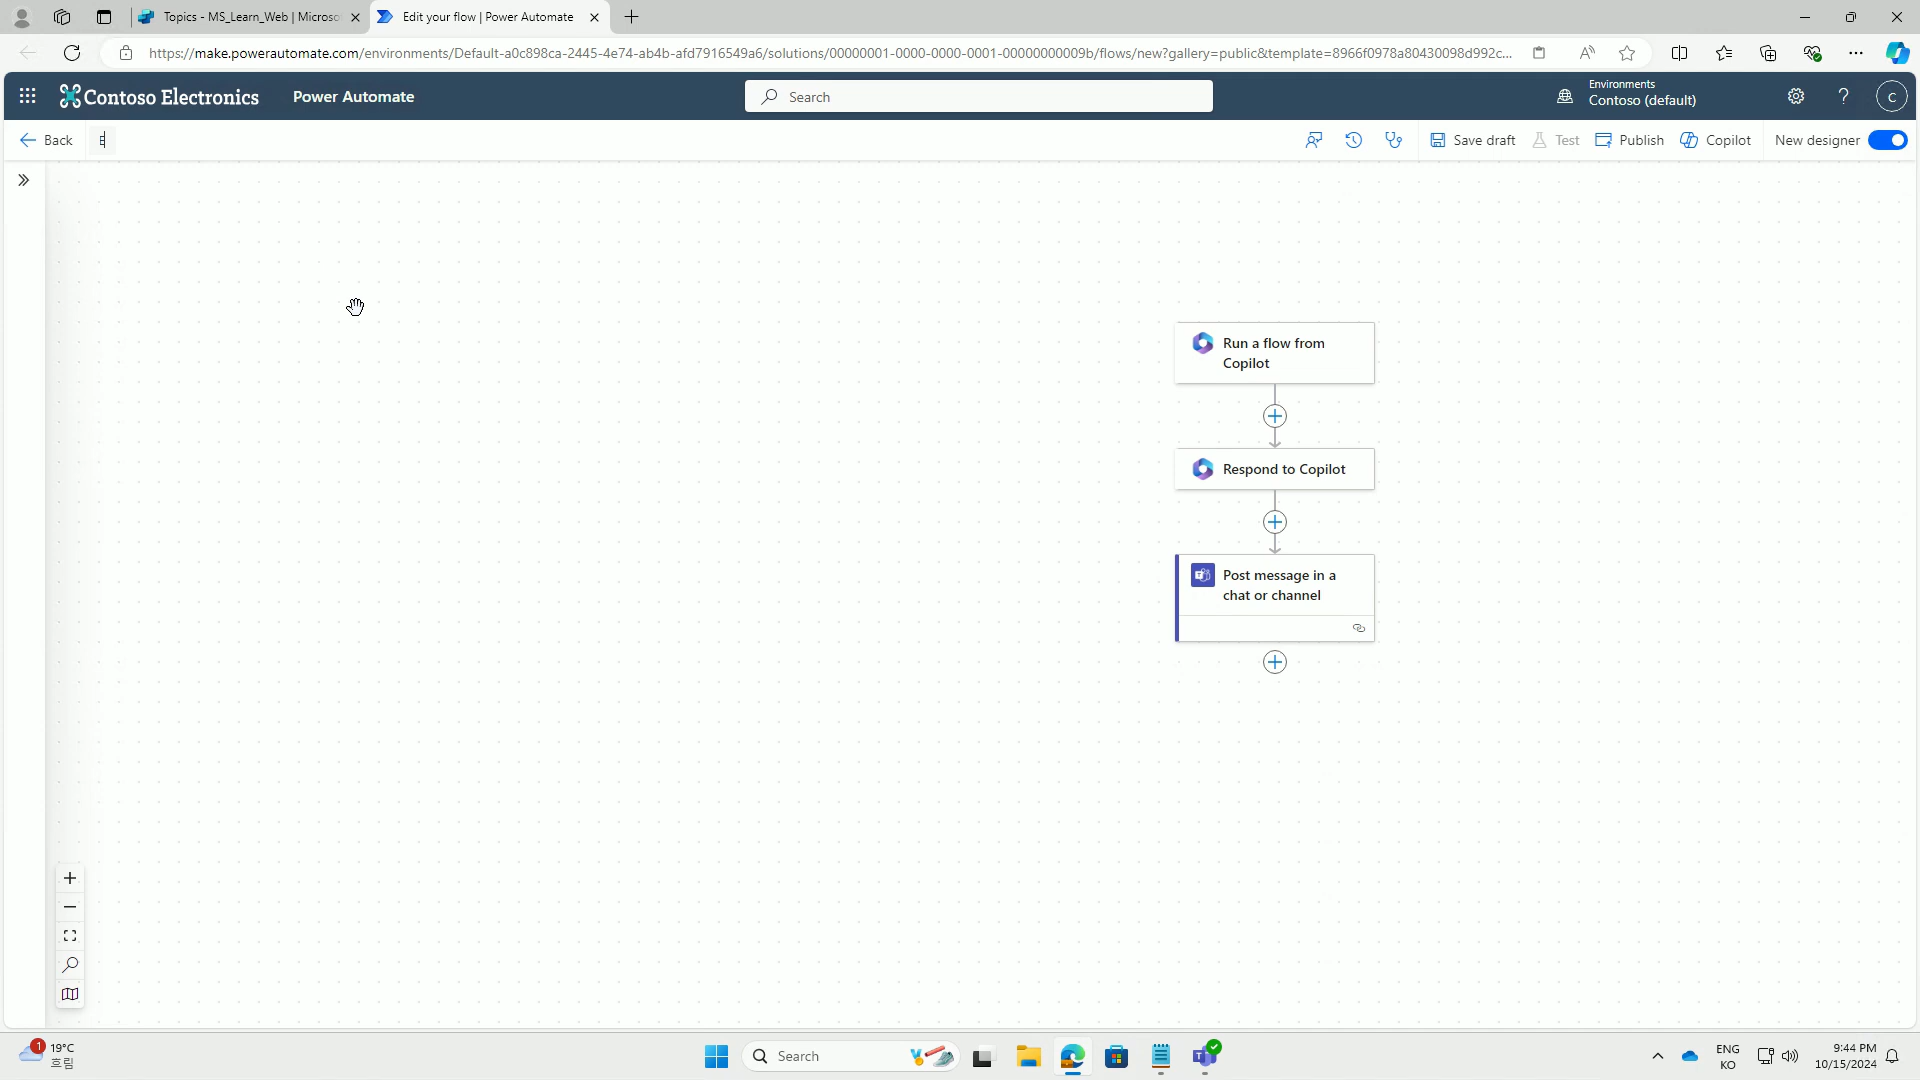 Topics - MS_Learn_Web | Microso
Edit your flow | Power Automate
https://make.powerautomate.com/environments/Default-a0c898ca-2445-4e74-ab4b-afd7916549a6/solutions/00000001-0000-0000-0001-00000000009b/flows/new?gallery=public&template=8966f0978a80430098d992c...
Contoso Electronics
Power Automate
Search
Environments
Contoso (default)
C
Back
E
Save draft
Test
Publish
Copilot
New designer
Run a flow from
Copilot
Respond to Copilot
Post message in a
chat or channel
1
19°C
흐림
Search
ENG
KO
9:44 PM
10/15/2024